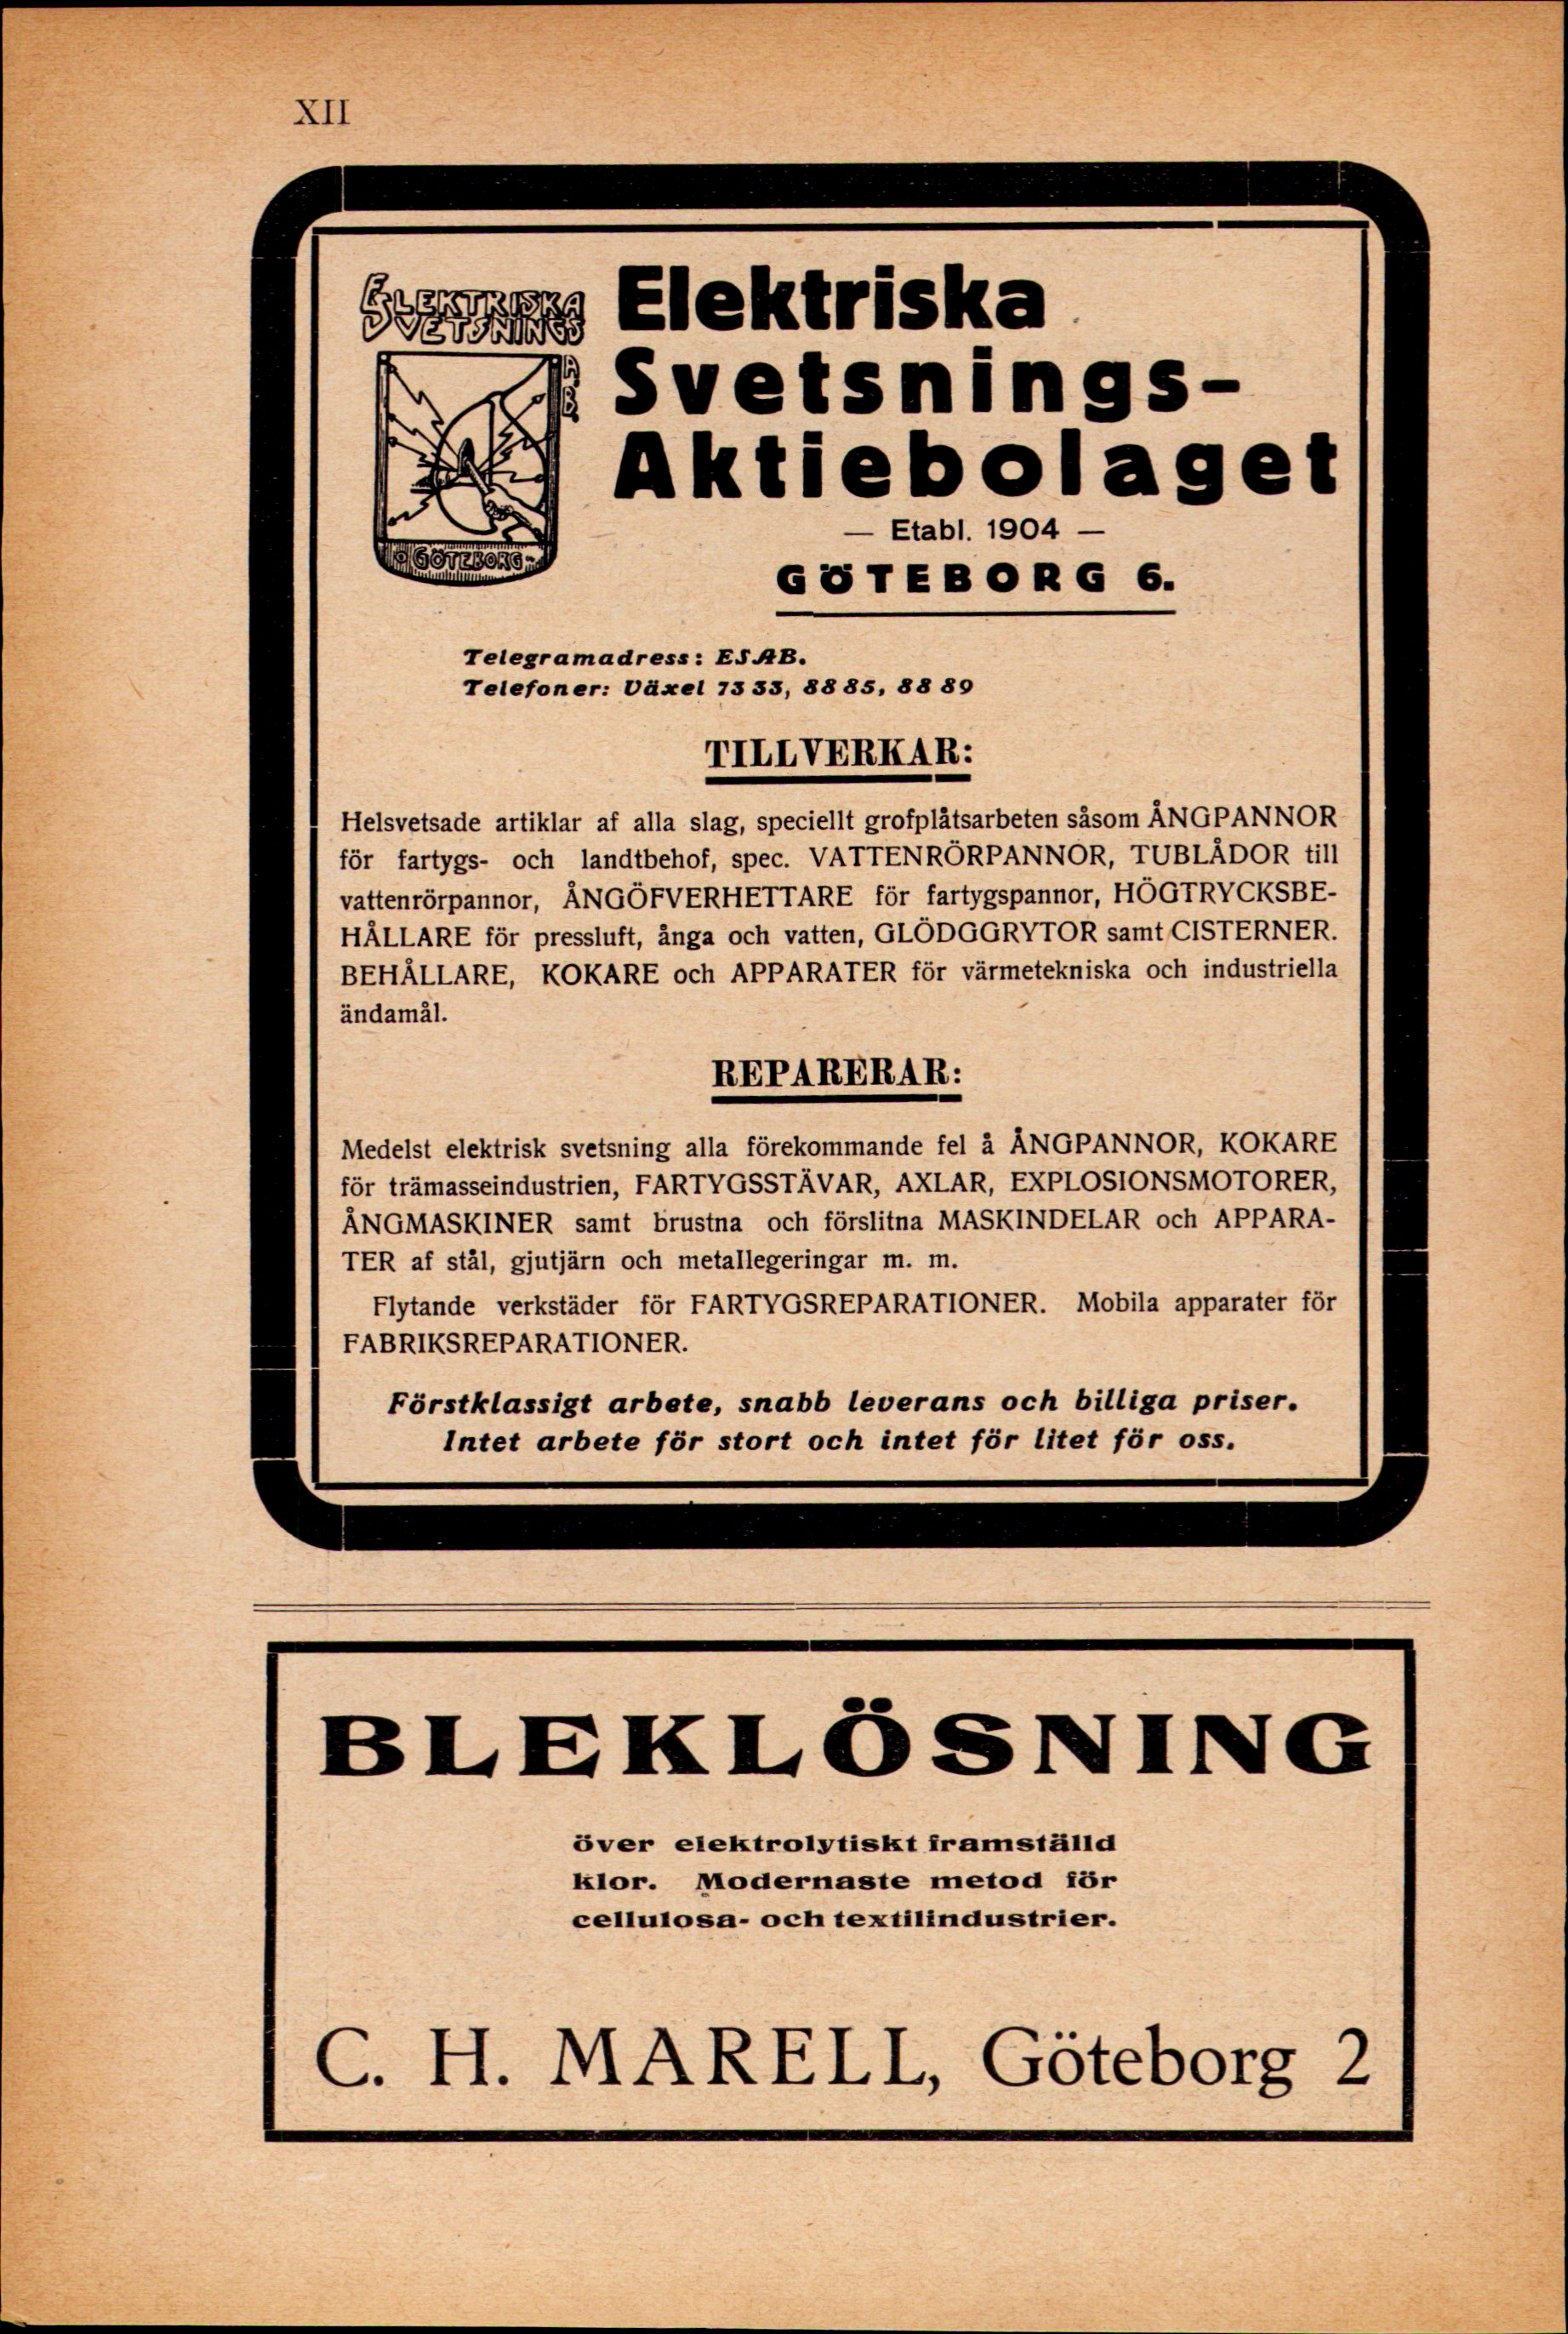 XII
ELEKTRISKA
SVETSNINGS
Elektriska
Svetsnings-
Aktiebolaget
— Etabl. 1904 —
GÖTEBORG 6.
GÖTEBORG
Telegramadress: ESAB.
Telefoner: Växel 73 33, 88 85, 88 89
TILLVERKAR:
Helsvetsade artiklar af alla slag, speciellt grofplåtsarbeten såsom ÅNGPANNOR
för fartygs- och landtbehof, spec. VATTENRÖRPANNOR, TUBLÅDOR till
vattenrörpannor, ÅNGÖFVERHETTARE för fartygspannor, HÖGTRYCKSBE-
HÅLLARE för pressluft, ånga och vatten, GLÖDGGRYTOR samt CISTERNER.
BEHÅLLARE, KOKARE och APPARATER för värmetekniska och industriella
ändamål.
REPARERAR:
Medelst elektrisk svetsning alla förekommande fel å ÅNGPANNOR, KOKARE
för trämasseindustrien, FARTYGSSTÄVAR, AXLAR, EXPLOSIONSMOTORER,
ÅNGMASKINER samt brustna och förslitna MASKINDELAR och APPARA-
TER af stål, gjutjärn och metallegeringar m. m.
Flytande verkstäder för FARTYGSREPARATIONER. Mobila apparater för
FABRIKSREPARATIONER.
Förstklassigt arbete, snabb leverans och billiga priser.
Intet arbete för stort och intet för litet för oss.
BLEKLÖSNING
över elektrolytiskt framställd
klor. Modernaste metod för
cellulosa- och textilindustrier.
C. H. MARELL, Göteborg 2